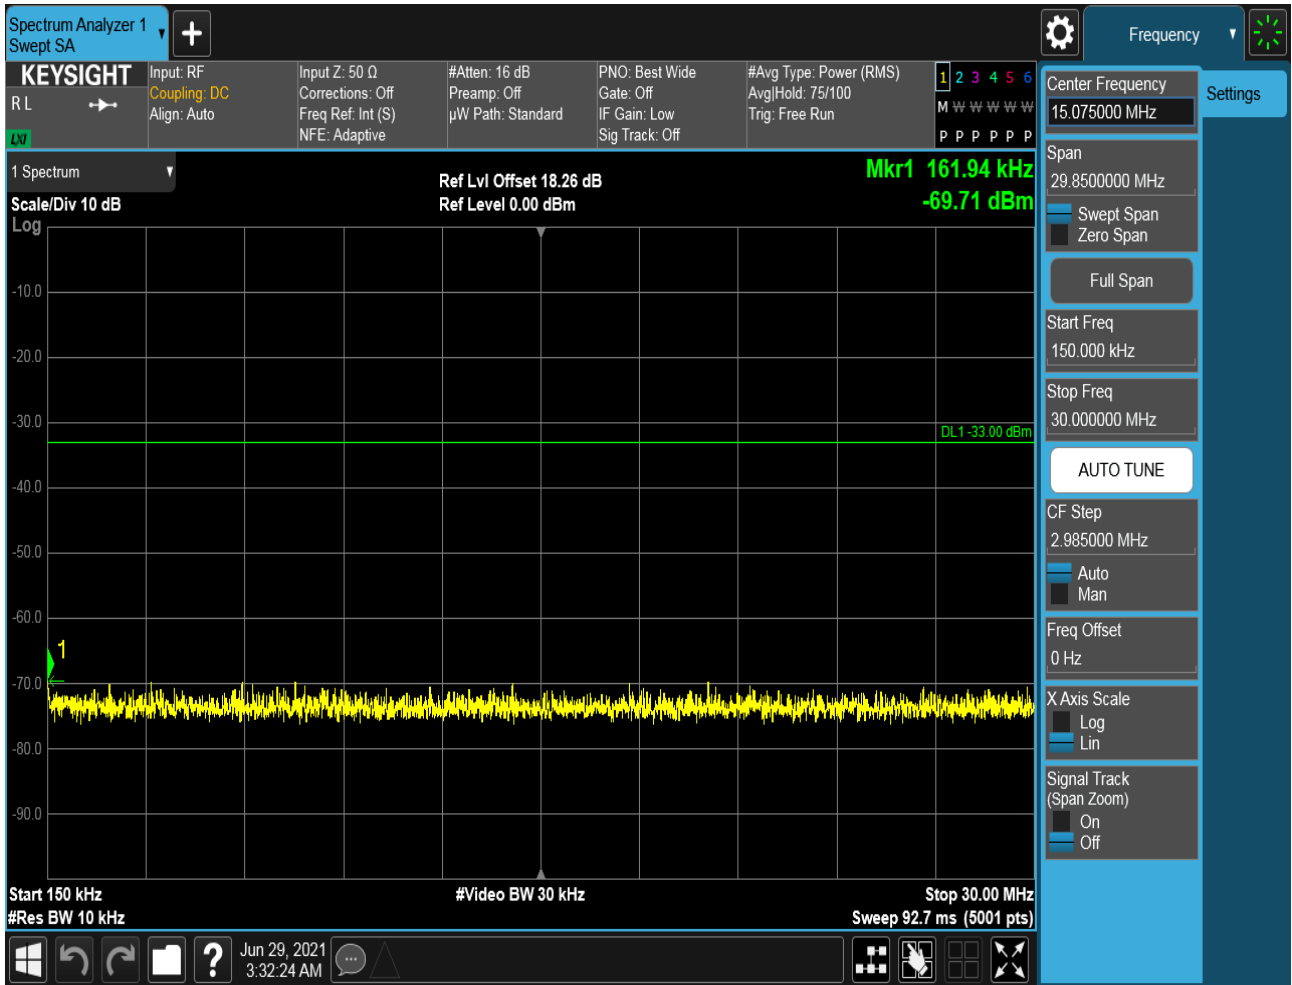 Spectrum Analyzer 1
Swept SA
Frequency
KEYSIGHT
R L
LXI
Input: RF
Coupling: DC
Align: Auto
Input Z: 50 Ω
Corrections: Off
Freq Ref: Int (S)
NFE: Adaptive
#Atten: 16 dB
Preamp: Off
µW Path: Standard
PNO: Best Wide
Gate: Off
IF Gain: Low
Sig Track: Off
#Avg Type: Power (RMS)
Avg|Hold: 75/100
Trig: Free Run
1 2 3 4 5 6
M W W W W W
P P P P P P
1 Spectrum
Scale/Div 10 dB
Log
Ref Lvl Offset 18.26 dB
Ref Level 0.00 dBm
Mkr1 161.94 kHz
-69.71 dBm
-10.0
-20.0
-30.0
DL1 -33.00 dBm
-40.0
-50.0
-60.0
1
-70.0
-80.0
-90.0
Start 150 kHz
#Video BW 30 kHz
Stop 30.00 MHz
#Res BW 10 kHz
Sweep 92.7 ms (5001 pts)
Jun 29, 2021
3:32:24 AM
Center Frequency
15.075000 MHz
Settings
Span
29.8500000 MHz
Swept Span
Zero Span
Full Span
Start Freq
150.000 kHz
Stop Freq
30.000000 MHz
AUTO TUNE
CF Step
2.985000 MHz
Auto
Man
Freq Offset
0 Hz
X Axis Scale
Log
Lin
Signal Track
(Span Zoom)
On
Off